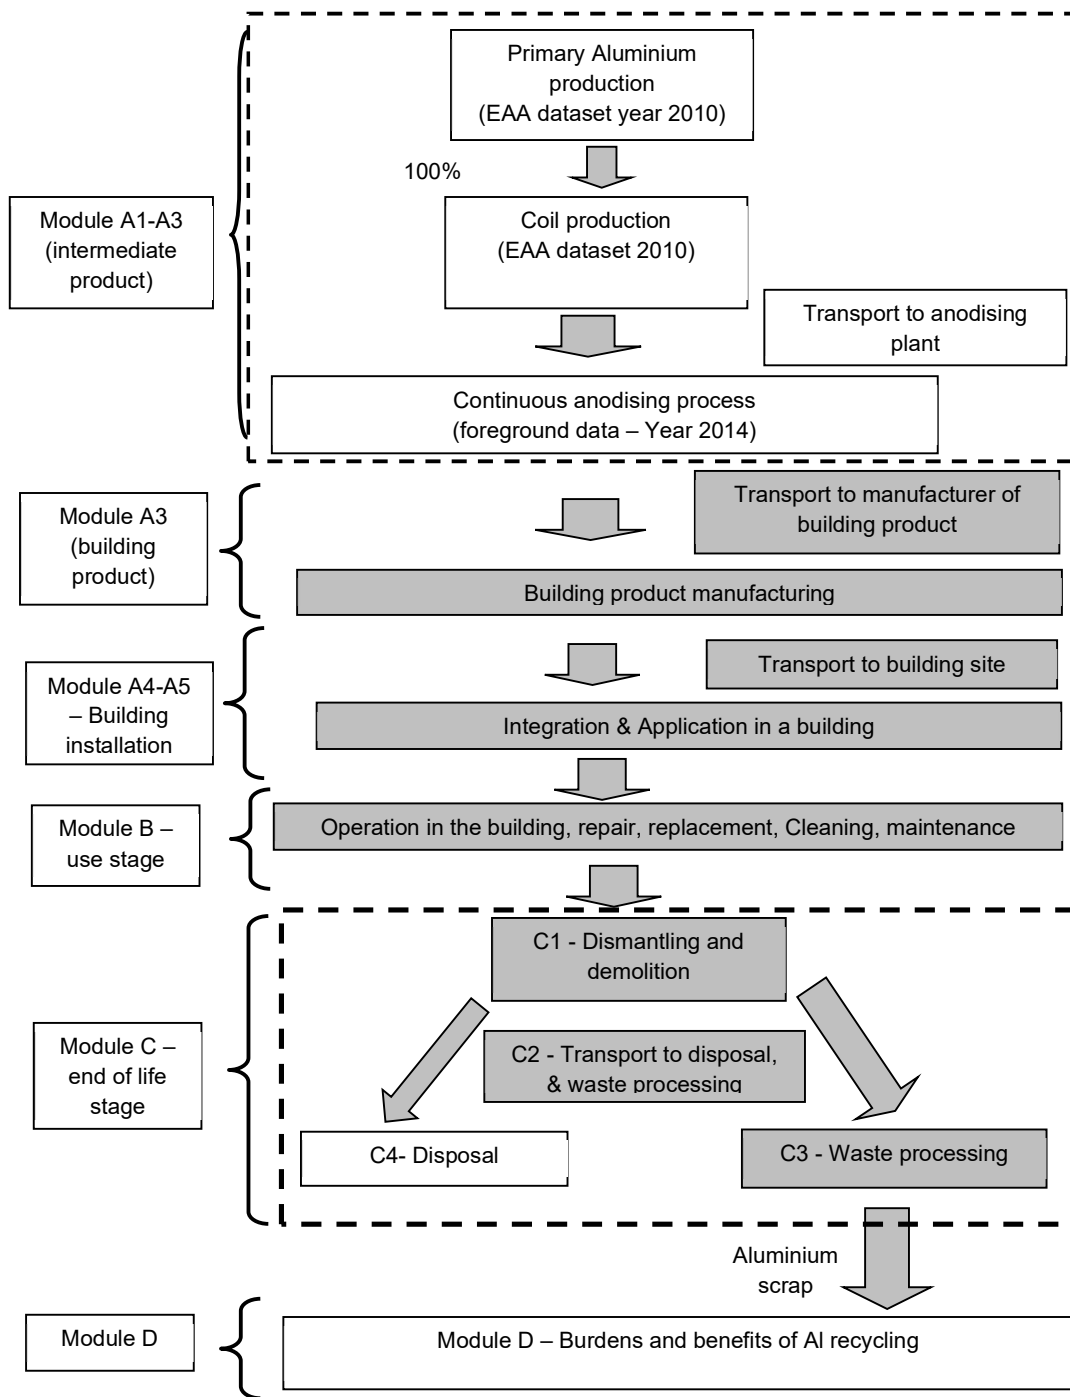 Primary Aluminium
production
(EAA dataset year 2010)
100%
Module A1-A3
(intermediate
product)
Coil production
(EAA dataset 2010)
Transport to anodising
plant
Continuous anodising process
(foreground data – Year 2014)
Transport to manufacturer of
building product
Module A3
(building
product)
Building product manufacturing
Transport to building site
Module A4-A5
– Building
installation
Integration & Application in a building
Module B –
use stage
Operation in the building, repair, replacement, Cleaning, maintenance
C1 - Dismantling and
demolition
Module C –
end of life
stage
C2 - Transport to disposal,
& waste processing
C4- Disposal
C3 - Waste processing
Aluminium
scrap
Module D
Module D – Burdens and benefits of Al recycling